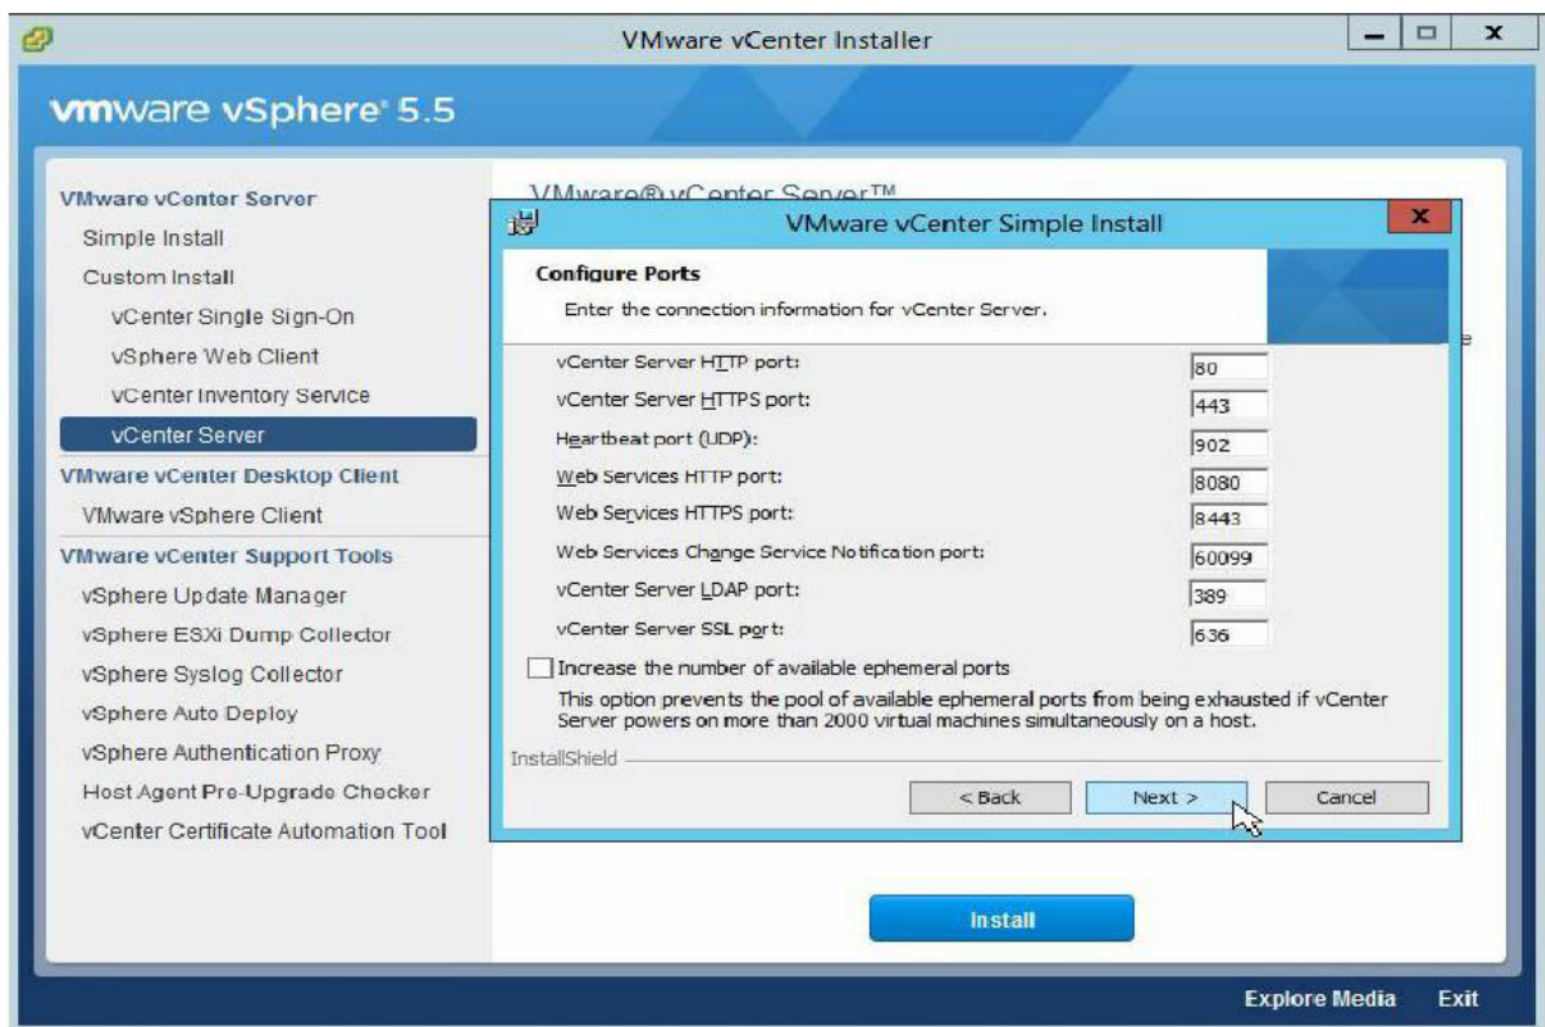 VMware vCenter Installer
vmware vSphere® 5.5
VMware vCenter Server
Simple Install
Custom Install
vCenter Single Sign-On
vSphere Web Client
vCenter Inventory Service
vCenter Server
VMware vCenter Desktop Client
VMware vSphere Client
VMware vCenter Support Tools
vSphere Update Manager
vSphere ESXi Dump Collector
vSphere Syslog Collector
vSphere Auto Deploy
vSphere Authentication Proxy
Host Agent Pre-Upgrade Checker
vCenter Certificate Automation Tool
VMware® vCenter Server™
VMware vCenter Simple Install
Configure Ports
Enter the connection information for vCenter Server.
vCenter Server HTTP port: 80
vCenter Server HTTPS port: 443
Heartbeat port (UDP): 902
Web Services HTTP port: 8080
Web Services HTTPS port: 8443
Web Services Change Service Notification port: 60099
vCenter Server LDAP port: 389
vCenter Server SSL port: 636
Increase the number of available ephemeral ports
This option prevents the pool of available ephemeral ports from being exhausted if vCenter
Server powers on more than 2000 virtual machines simultaneously on a host.
InstallShield
< Back Next > Cancel
Install
Explore Media Exit